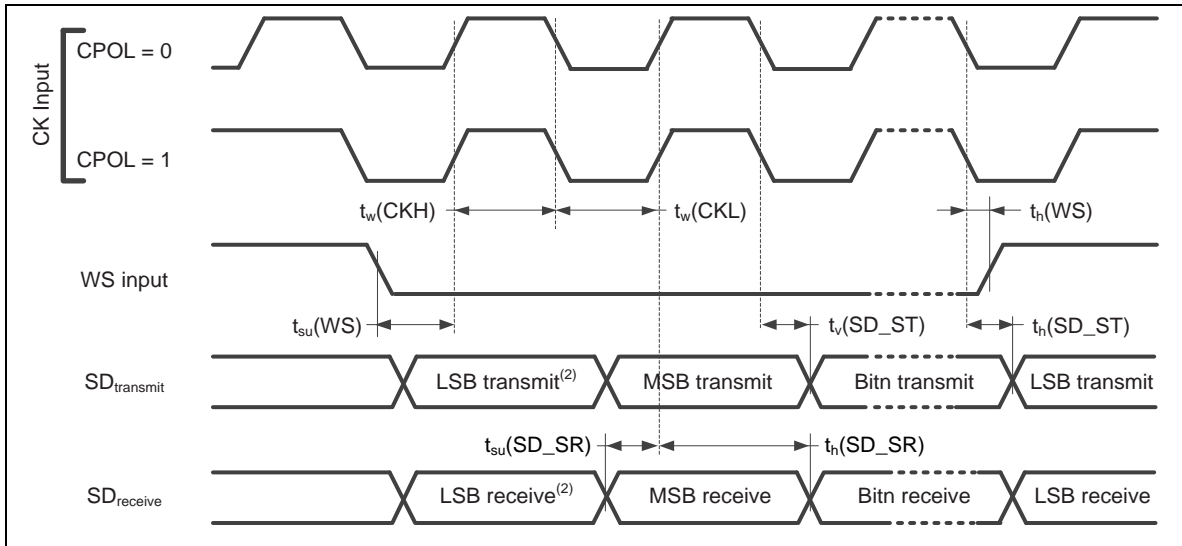 CK Input
CPOL = 0
CPOL = 1
tw(CKH)
tw(CKL)
th(WS)
WS input
tsu(WS)
tv(SD_ST)
th(SD_ST)
SDtransmit
LSB transmit(2)
MSB transmit
Bitn transmit
LSB transmit
tsu(SD_SR)
th(SD_SR)
SDreceive
LSB receive(2)
MSB receive
Bitn receive
LSB receive